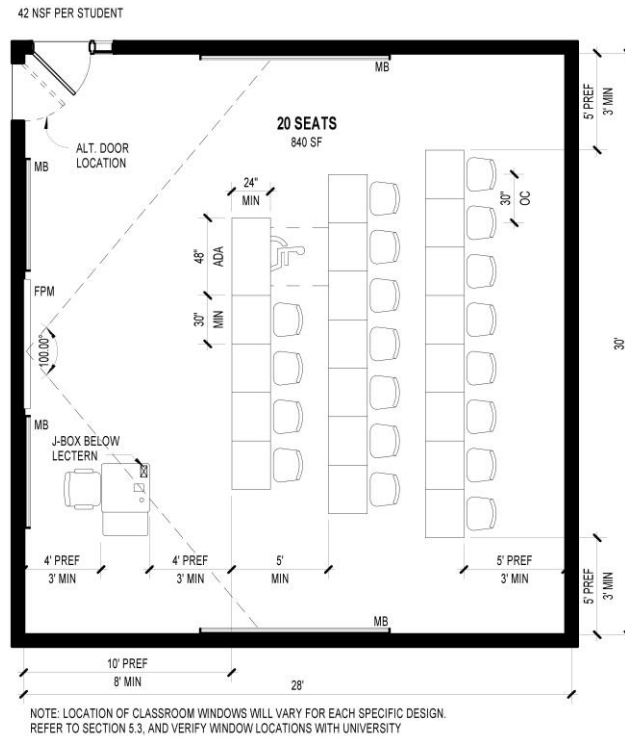 42 NSF PER STUDENT
MB
20 SEATS
840 SF
ALT. DOOR
LOCATION
5' PREF
3' MIN
MB
24"
MIN
30"
OC
48"
ADA
FPM
30"
MIN
100.00°
30'
MB
J-BOX BELOW
LECTERN
4' PREF
3' MIN
4' PREF
3' MIN
5'
MIN
5' PREF
3' MIN
5' PREF
3' MIN
MB
10' PREF
8' MIN
28'
NOTE: LOCATION OF CLASSROOM WINDOWS WILL VARY FOR EACH SPECIFIC DESIGN.
REFER TO SECTION 5.3, AND VERIFY WINDOW LOCATIONS WITH UNIVERSITY